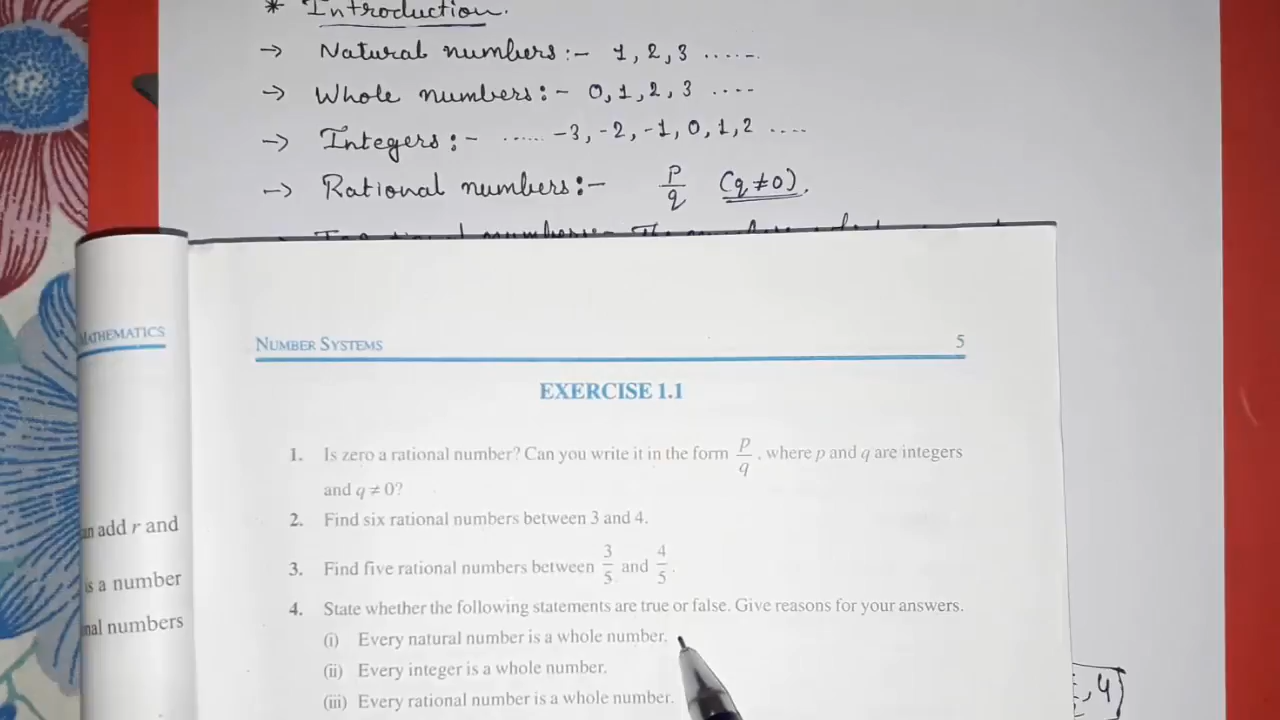 * Introduction.
→ Natural numbers:- 1, 2, 3 ......
→ Whole numbers:- 0, 1, 2, 3 ....
→ Integers:- ...... -3, -2, -1, 0, 1, 2 ....
→ Rational numbers:- p/q (q≠0).
MATHEMATICS
an add r and
is a number
nal numbers
NUMBER SYSTEMS 5
EXERCISE 1.1
1. Is zero a rational number? Can you write it in the form p/q, where p and q are integers
and q ≠ 0?
2. Find six rational numbers between 3 and 4.
3. Find five rational numbers between 3/5 and 4/5.
4. State whether the following statements are true or false. Give reasons for your answers.
(i) Every natural number is a whole number.
(ii) Every integer is a whole number.
(iii) Every rational number is a whole number.
, 4)